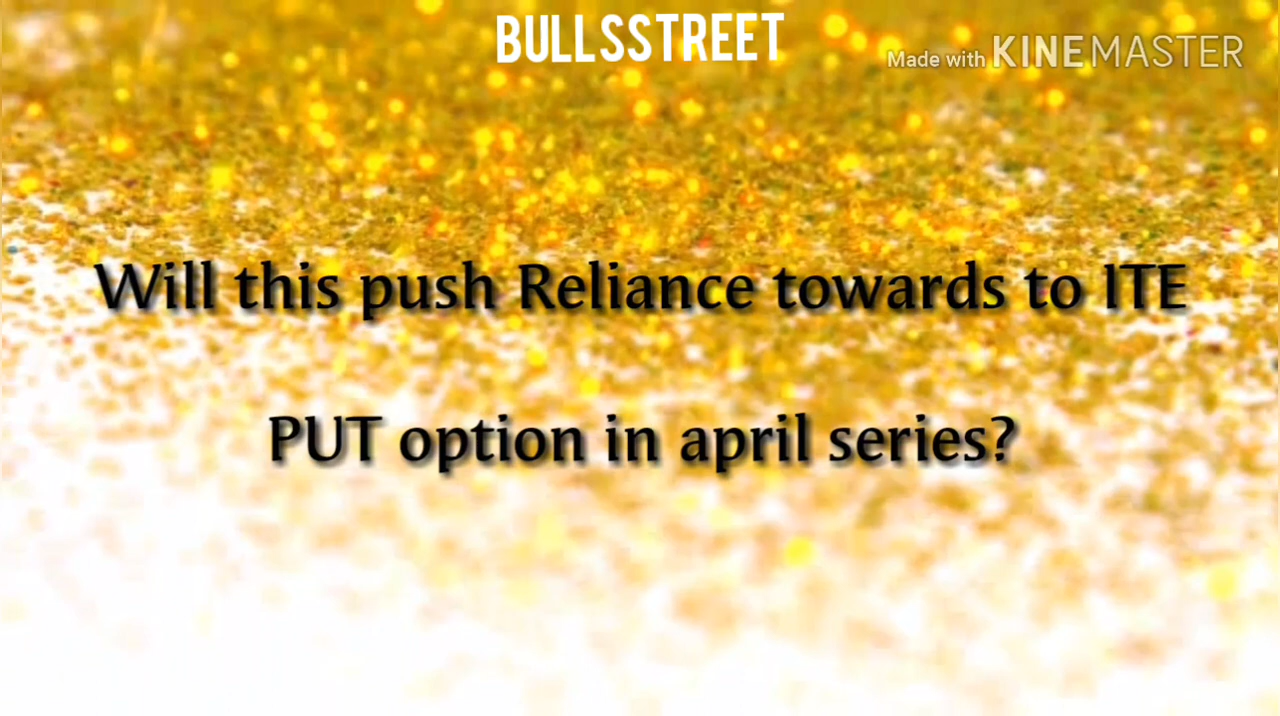 BULLSSTREET
Made with KINEMASTER
Will this push Reliance towards to ITE
PUT option in april series?